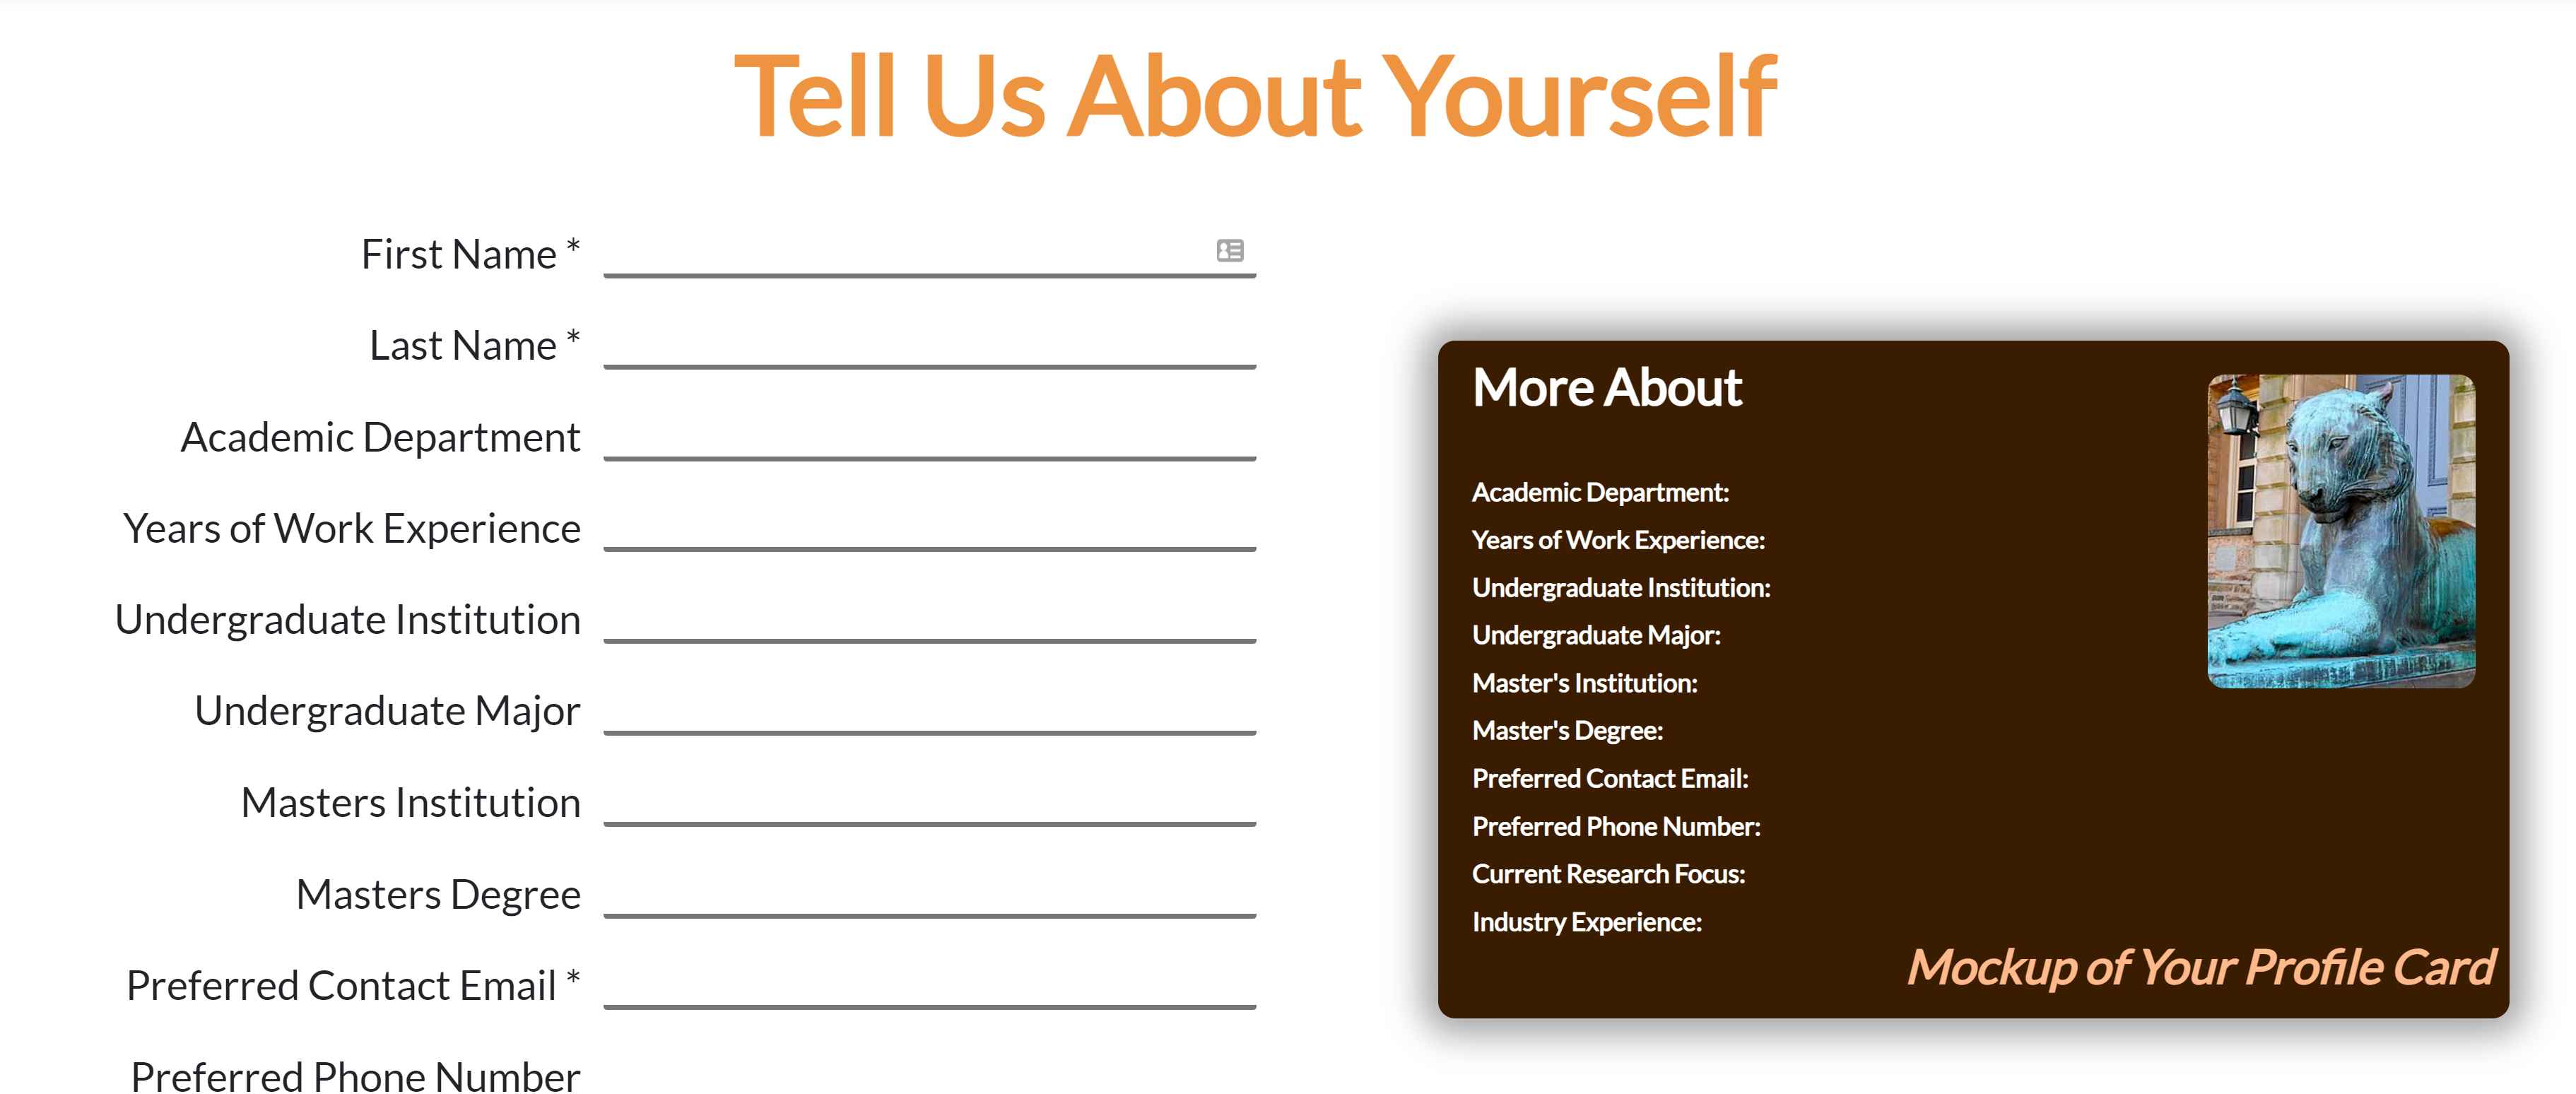 Tell Us About Yourself
First Name *
Last Name *
Academic Department
Years of Work Experience
Undergraduate Institution
Undergraduate Major
Masters Institution
Masters Degree
Preferred Contact Email *
Preferred Phone Number
More About
Academic Department:
Years of Work Experience:
Undergraduate Institution:
Undergraduate Major:
Master's Institution:
Master's Degree:
Preferred Contact Email:
Preferred Phone Number:
Current Research Focus:
Industry Experience:
Mockup of Your Profile Card